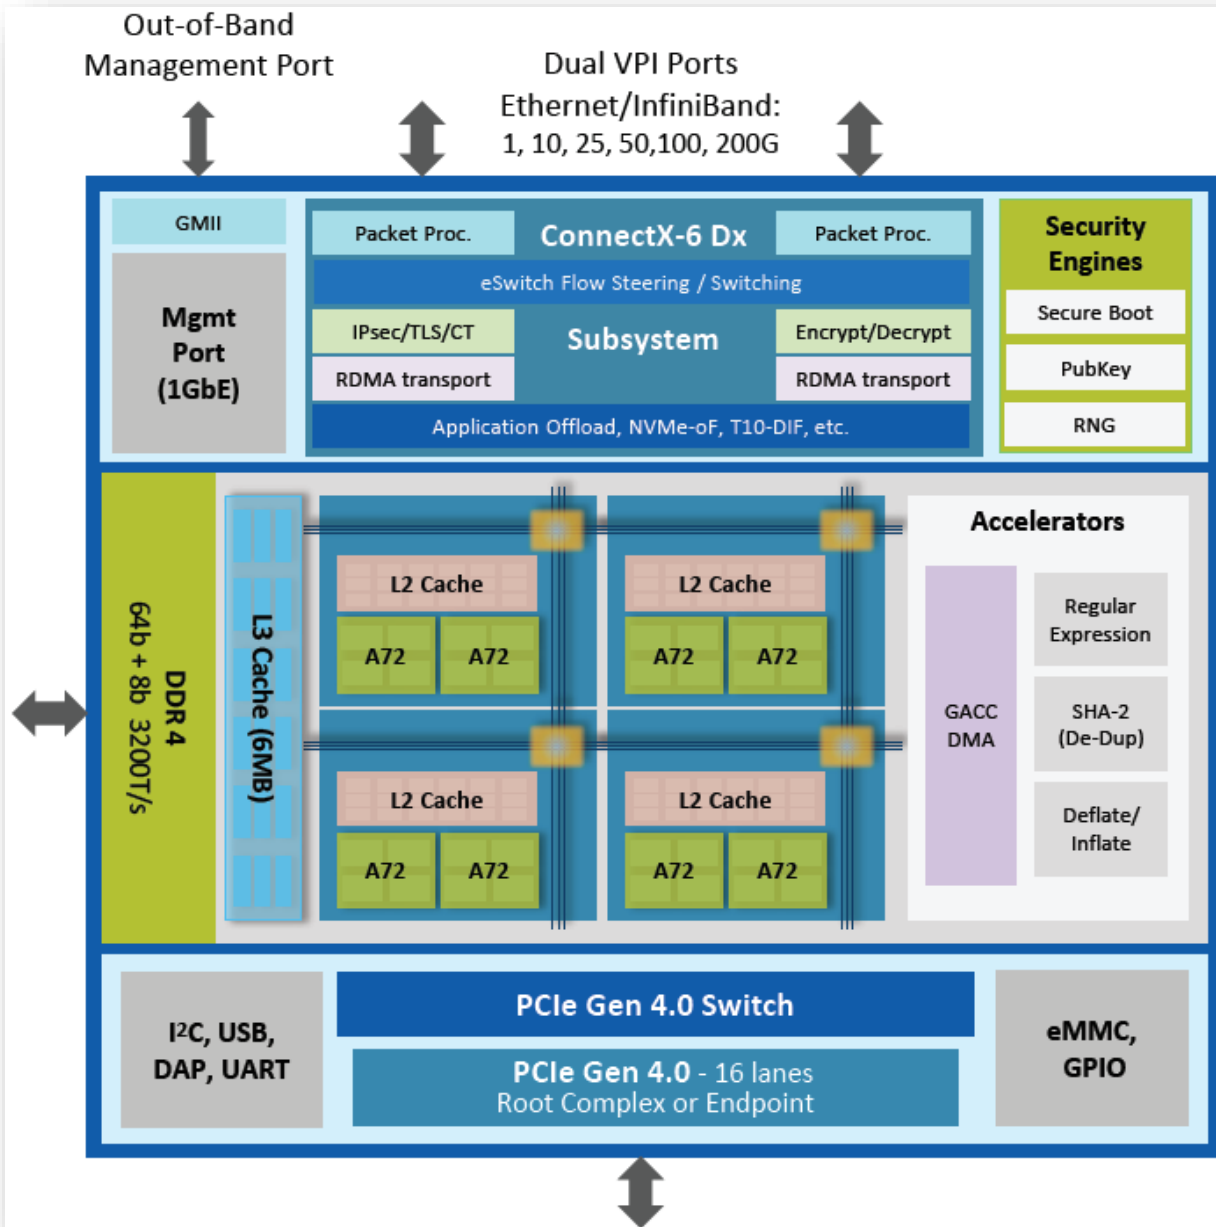 Out-of-Band
Management Port
Dual VPI Ports
Ethernet/InfiniBand:
1, 10, 25, 50,100, 200G
GMII
Mgmt
Port
(1GbE)
Packet Proc.
ConnectX-6 Dx
Packet Proc.
eSwitch Flow Steering / Switching
IPsec/TLS/CT
Subsystem
Encrypt/Decrypt
RDMA transport
RDMA transport
Application Offload, NVMe-oF, T10-DIF, etc.
Security
Engines
Secure Boot
PubKey
RNG
DDR 4
64b + 8b 3200T/s
L3 Cache (6MB)
L2 Cache
A72
A72
L2 Cache
A72
A72
L2 Cache
A72
A72
L2 Cache
A72
A72
Accelerators
GACC
DMA
Regular
Expression
SHA-2
(De-Dup)
Deflate/
Inflate
I²C, USB,
DAP, UART
PCIe Gen 4.0 Switch
PCIe Gen 4.0 - 16 lanes
Root Complex or Endpoint
eMMC,
GPIO